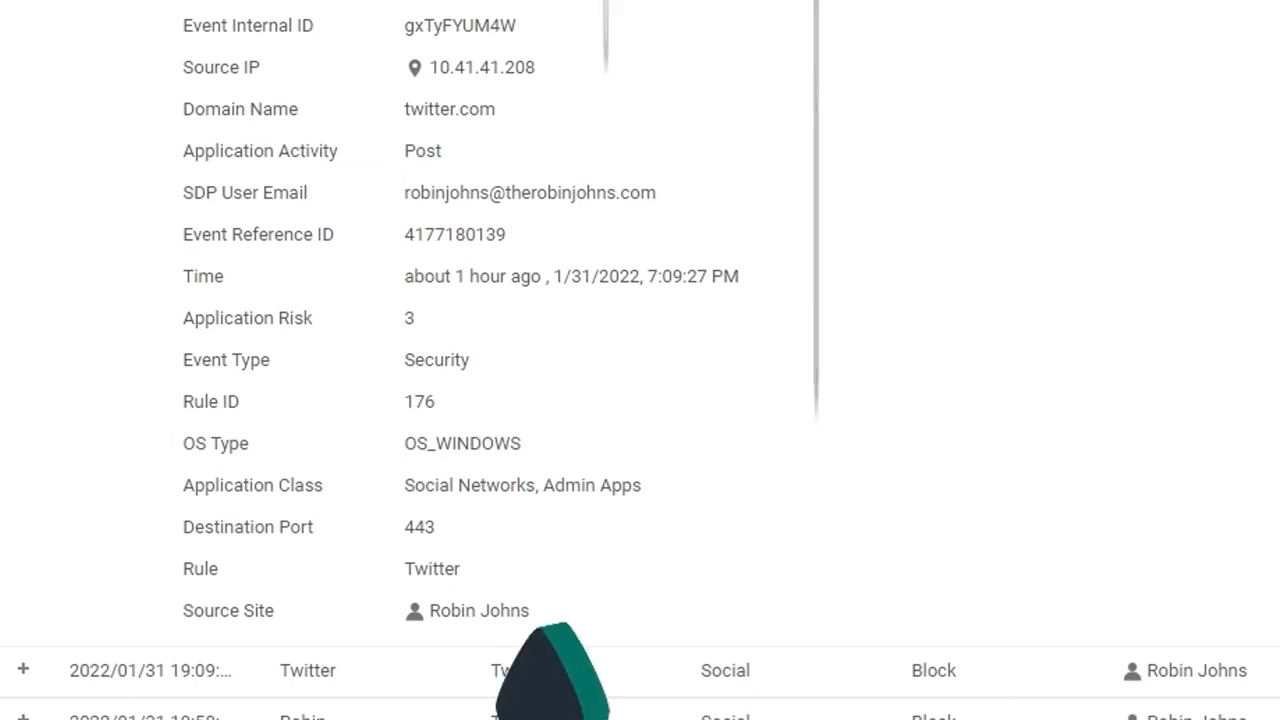 Event Internal ID gxTyFYUM4W
Source IP 10.41.41.208
Domain Name twitter.com
Application Activity Post
SDP User Email robinjohns@therobinjohns.com
Event Reference ID 4177180139
Time about 1 hour ago , 1/31/2022, 7:09:27 PM
Application Risk 3
Event Type Security
Rule ID 176
OS Type OS_WINDOWS
Application Class Social Networks, Admin Apps
Destination Port 443
Rule Twitter
Source Site Robin Johns
+ 2022/01/31 19:09:... Twitter Social Block Robin Johns